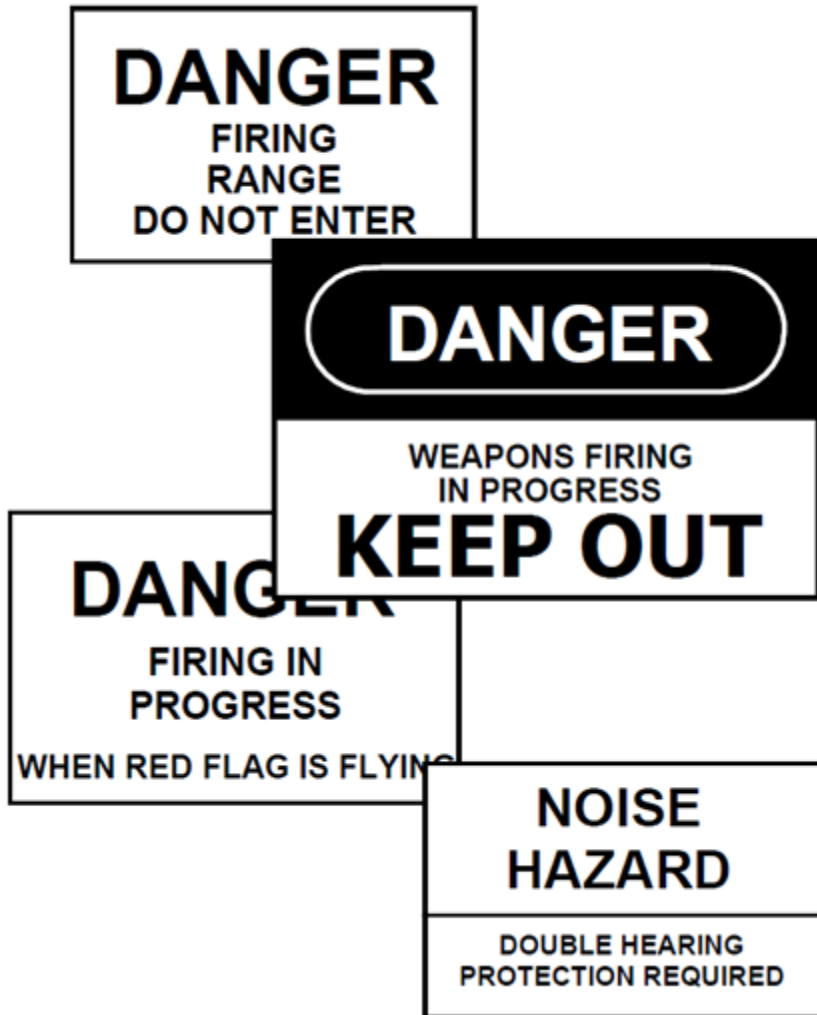 DANGER
FIRING
RANGE
DO NOT ENTER
DANGER
WEAPONS FIRING
IN PROGRESS
KEEP OUT
DANGER
FIRING IN
PROGRESS
WHEN RED FLAG IS FLYING
NOISE
HAZARD
DOUBLE HEARING
PROTECTION REQUIRED